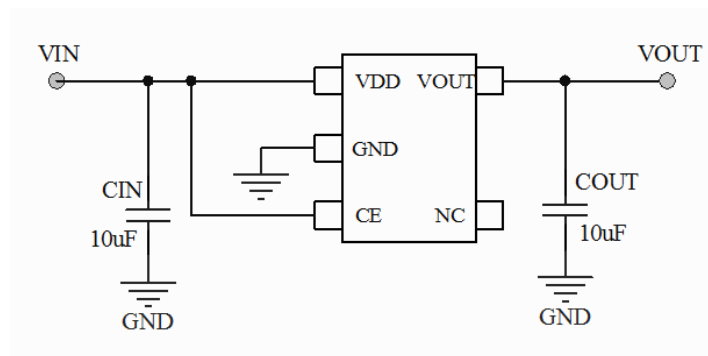 VIN
VOUT
VDD
VOUT
GND
CIN
10uF
CE
NC
COUT
10uF
GND
GND